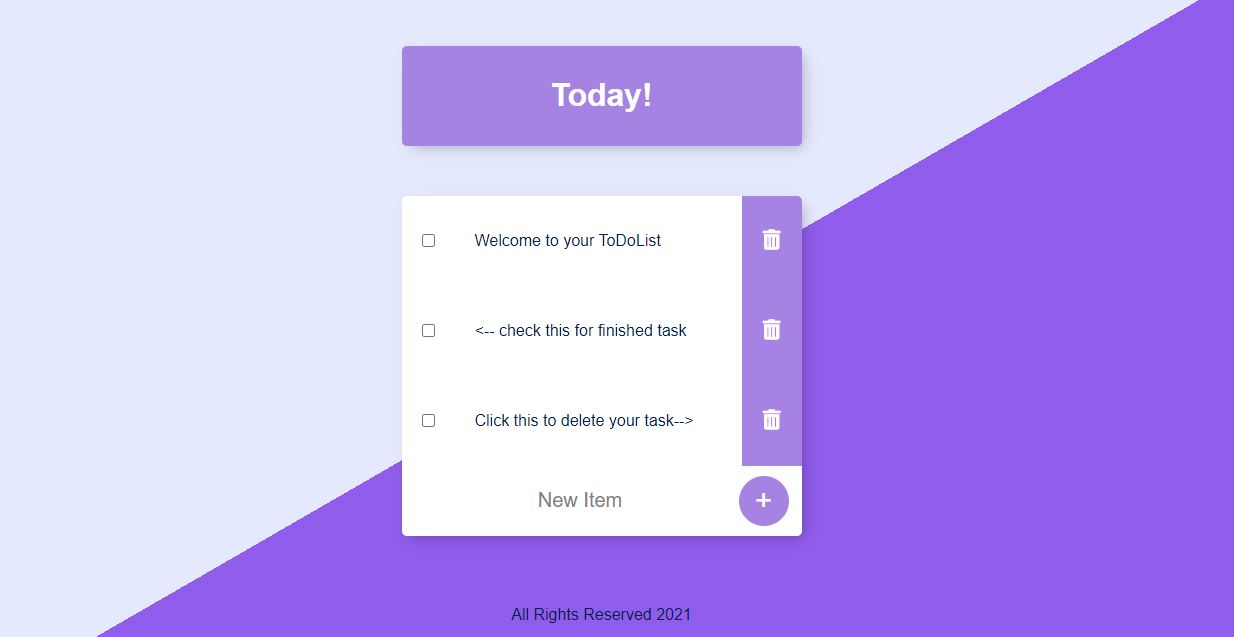 Today!
Welcome to your ToDoList
<-- check this for finished task
Click this to delete your task-->
New Item
+
All Rights Reserved 2021